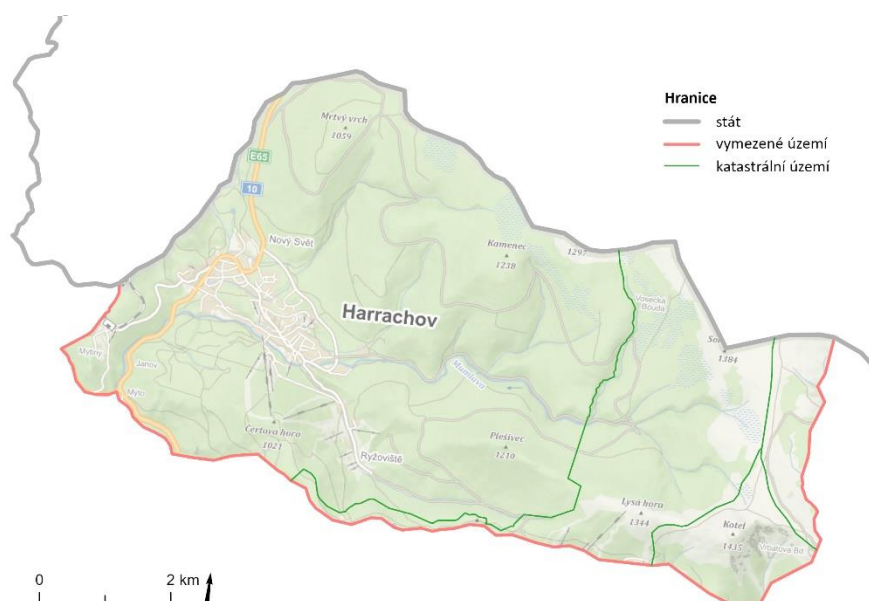 Hranice
stát
vymezené území
katastrální území
Mrtvý vrch
1059
E65
10
Nový Svět
Kamenec
1238
1297
Vosecká
Bouda
Harrachov
Mýtiny
Janov
Mýto
Mumlava
1384
Čertova hora
1021
Plešivec
1210
Ryžoviště
Lysá hora
1344
Kotel
1435
Vrbatova Bd.
0
2 km